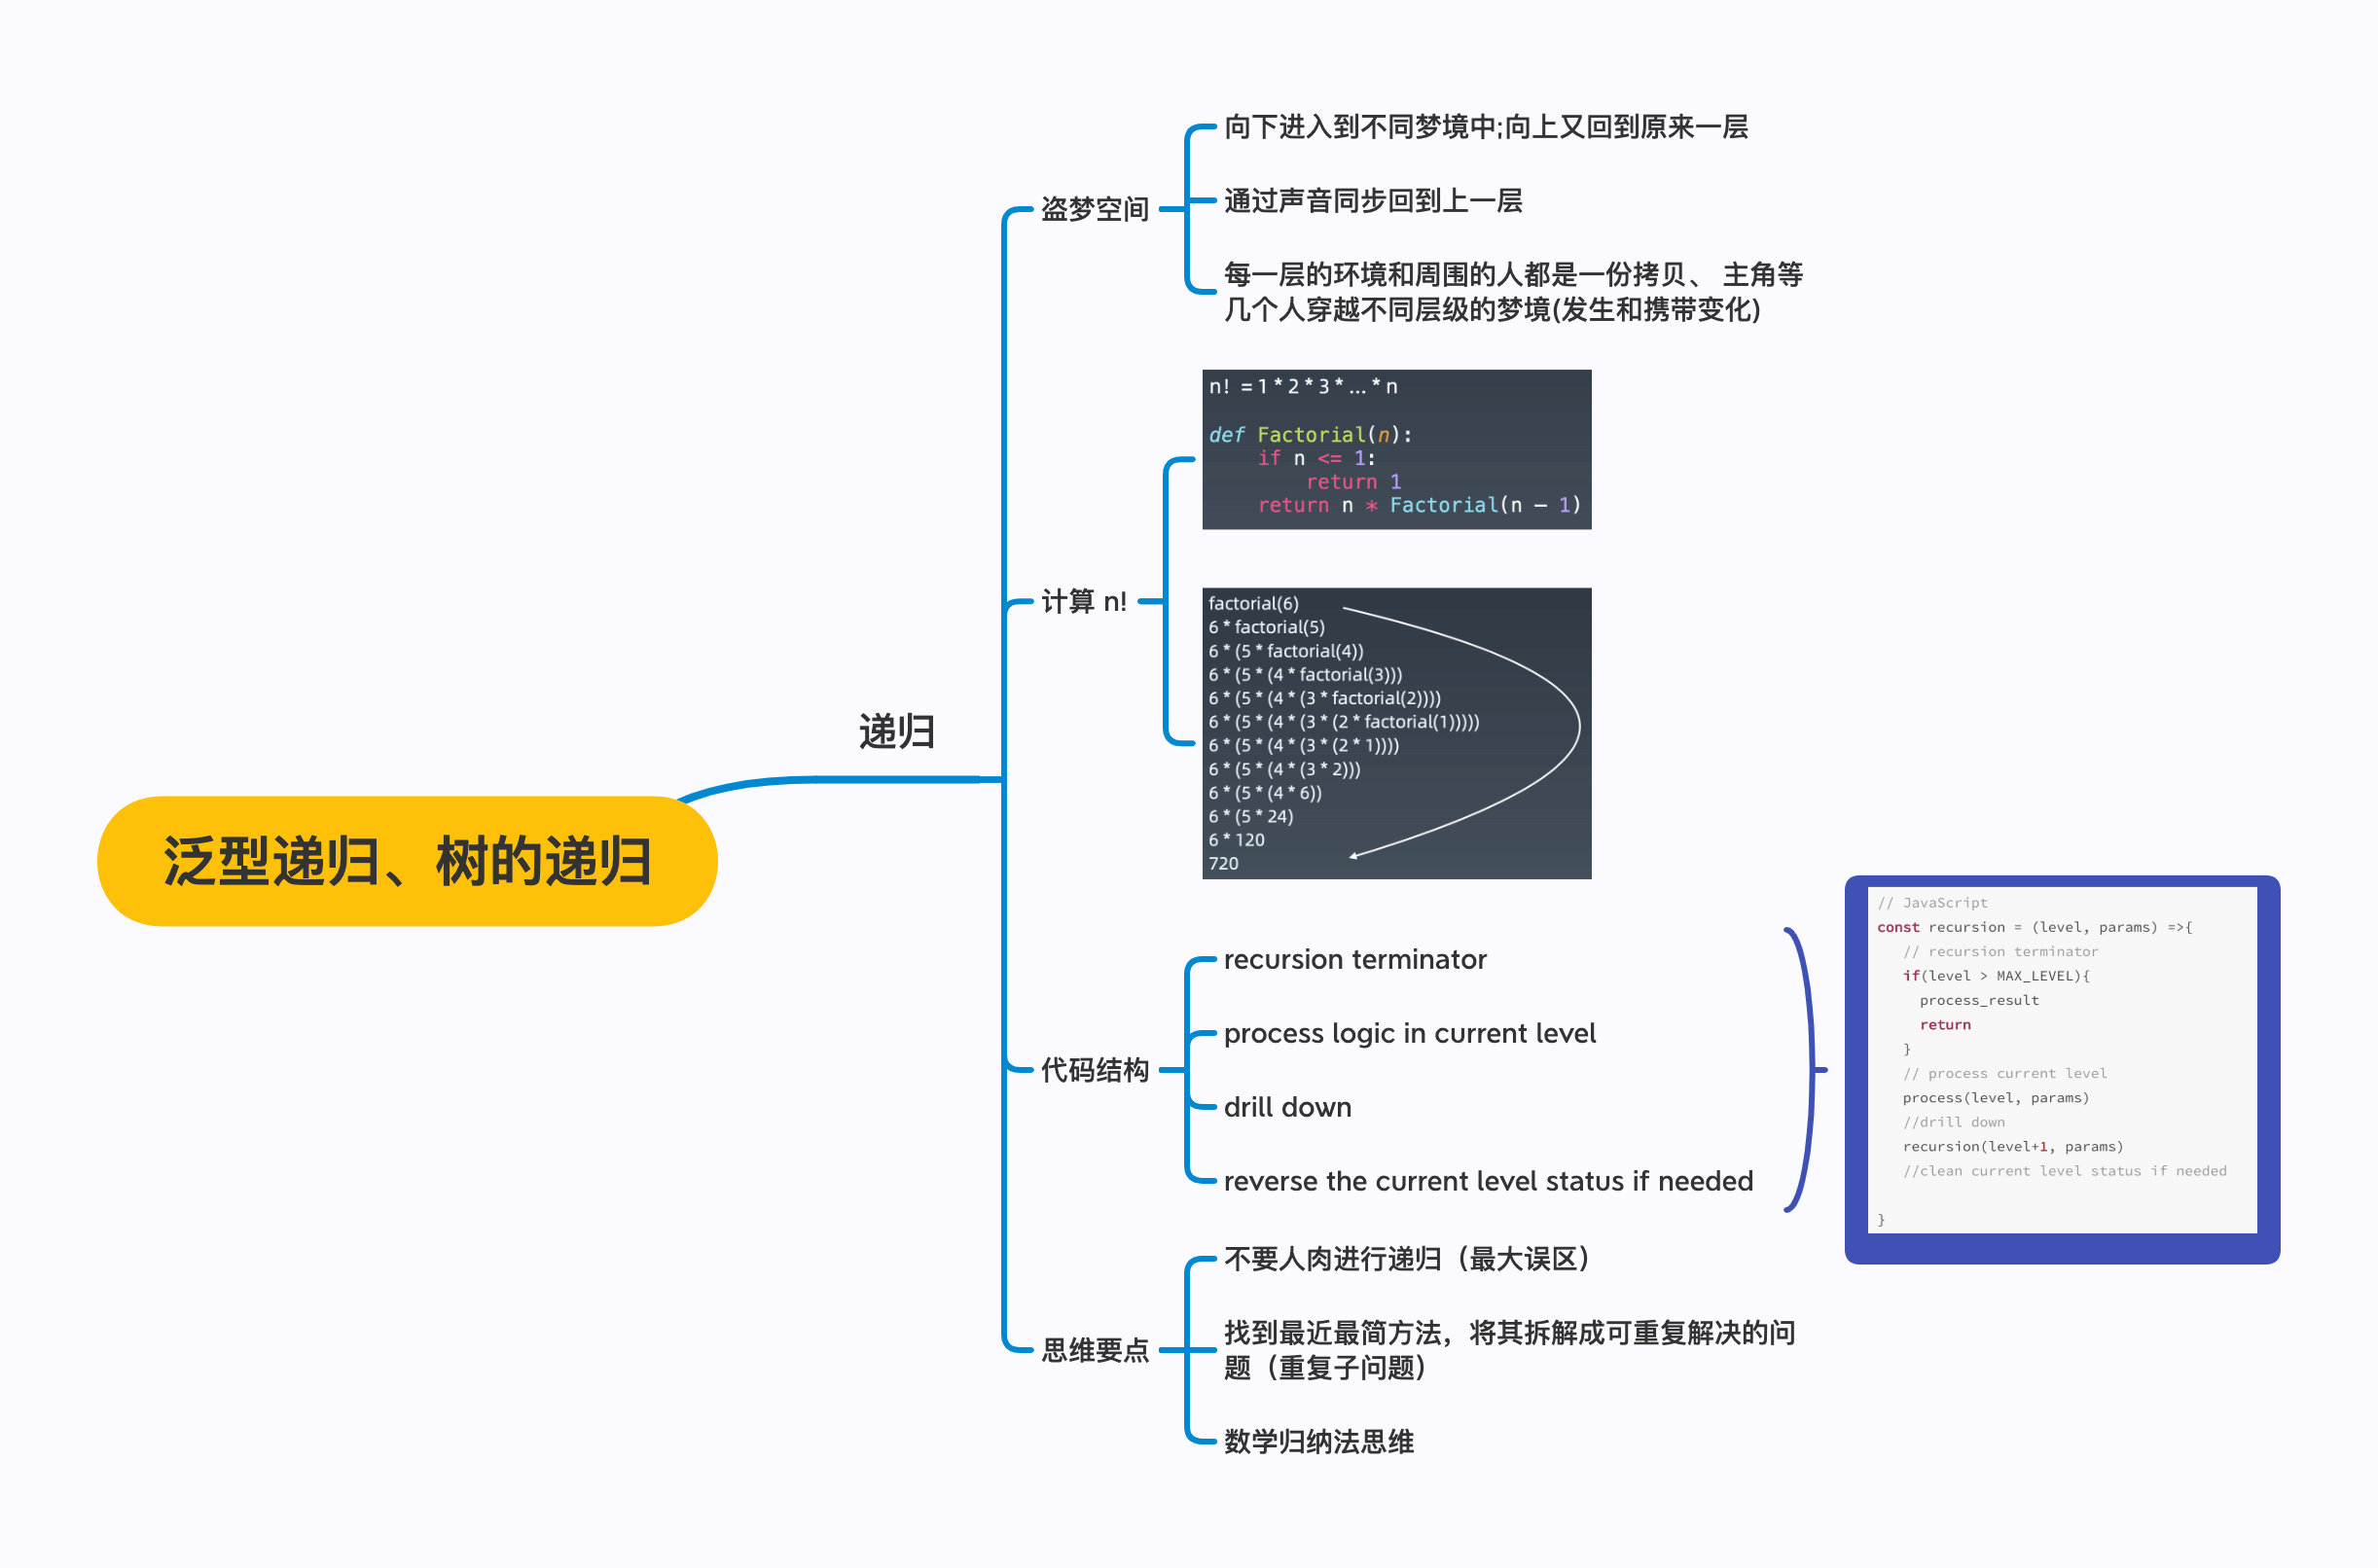 泛型递归、树的递归
递归
盗梦空间
向下进入到不同梦境中;向上又回到原来一层
通过声音同步回到上一层
每一层的环境和周围的人都是一份拷贝、 主角等
几个人穿越不同层级的梦境(发生和携带变化)
计算 n!
n! = 1 * 2 * 3 * ... * n
def Factorial(n):
    if n <= 1:
        return 1
    return n * Factorial(n – 1)
factorial(6)
6 * factorial(5)
6 * (5 * factorial(4))
6 * (5 * (4 * factorial(3)))
6 * (5 * (4 * (3 * factorial(2))))
6 * (5 * (4 * (3 * (2 * factorial(1)))))
6 * (5 * (4 * (3 * (2 * 1))))
6 * (5 * (4 * (3 * 2)))
6 * (5 * (4 * 6))
6 * (5 * 24)
6 * 120
720
代码结构
recursion terminator
process logic in current level
drill down
reverse the current level status if needed
// JavaScript
const recursion = (level, params) =>{
   // recursion terminator
   if(level > MAX_LEVEL){
     process_result
     return
   }
   // process current level
   process(level, params)
   //drill down
   recursion(level+1, params)
   //clean current level status if needed
}
思维要点
不要人肉进行递归（最大误区）
找到最近最简方法，将其拆解成可重复解决的问
题（重复子问题）
数学归纳法思维